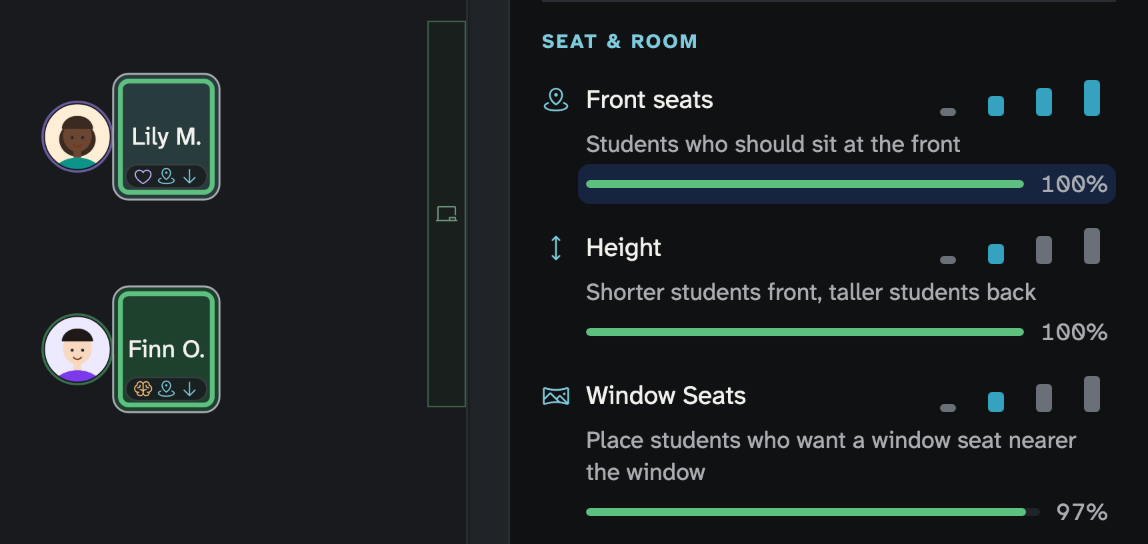 Lily M.
Finn O.
SEAT & ROOM
Front seats
Students who should sit at the front
100%
Height
Shorter students front, taller students back
100%
Window Seats
Place students who want a window seat nearer
the window
97%